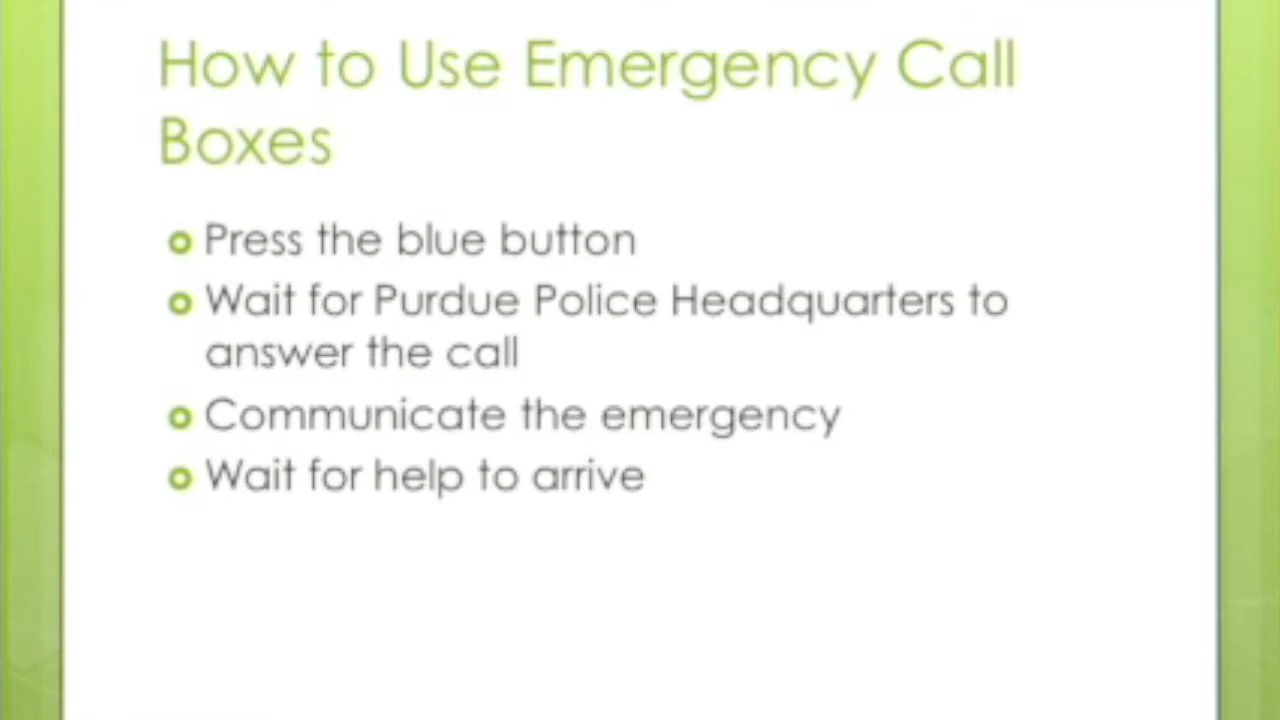 How to Use Emergency Call
Boxes
Press the blue button
Wait for Purdue Police Headquarters to
answer the call
Communicate the emergency
Wait for help to arrive